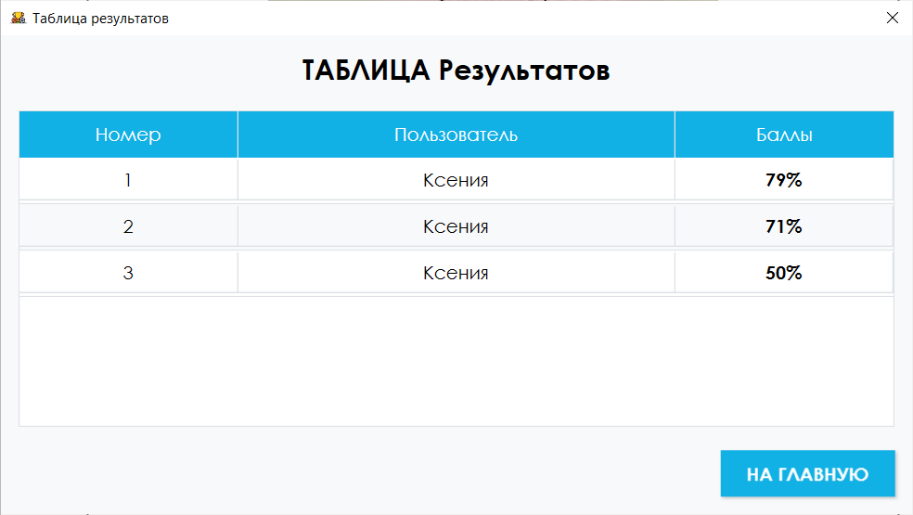 Таблица результатов
ТАБЛИЦА Результатов
Номер Пользователь Баллы
1 Ксения 79%
2 Ксения 71%
3 Ксения 50%
НА ГЛАВНУЮ